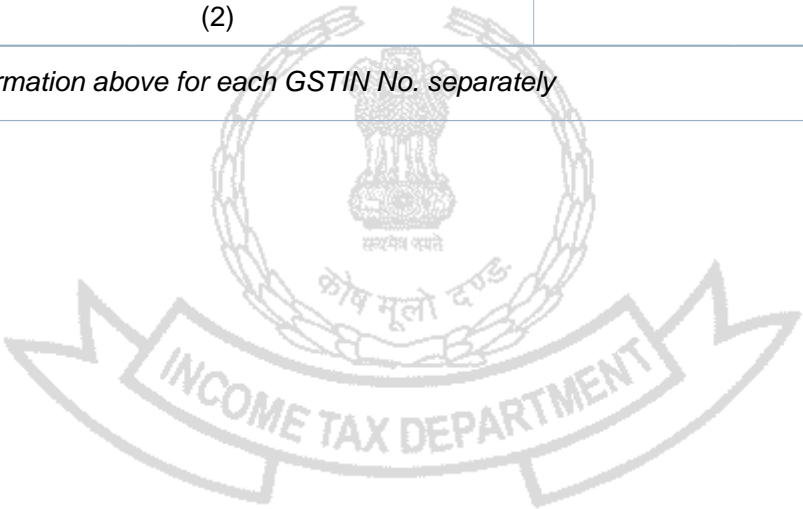 (2)
rmation above for each GSTIN No. separately
सत्यमेव जयते
कोष मूलो दण्ड
INCOME TAX DEPARTMENT